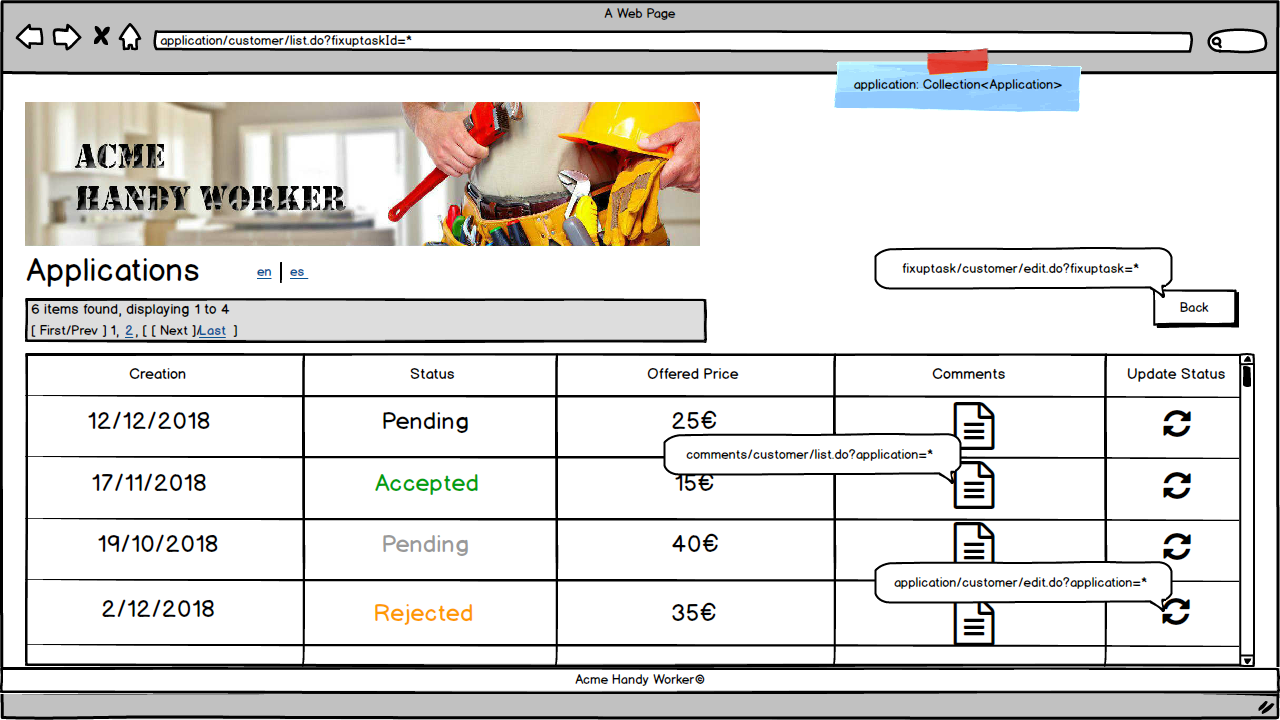 A Web Page
application/customer/list.do?fixuptaskId=*
application: Collection<Application>
ACME
HANDY WORKER
Applications
en | es
fixuptask/customer/edit.do?fixuptask=*
Back
6 items found, displaying 1 to 4
[ First/Prev ] 1, 2 , [ [ Next ]/Last ]
Creation Status Offered Price Comments Update Status
12/12/2018 Pending 25€
comments/customer/list.do?application=*
17/11/2018 Accepted 15€
19/10/2018 Pending 40€
application/customer/edit.do?application=*
2/12/2018 Rejected 35€
Acme Handy Worker©